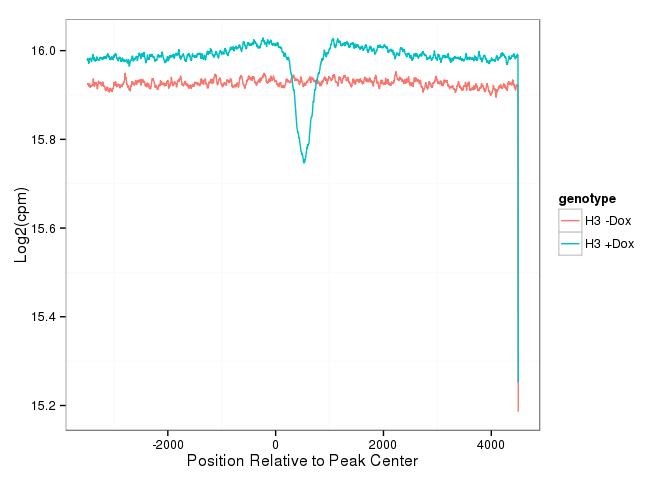 16.0
15.8
15.6
15.4
15.2
Log2(cpm)
-2000
0
2000
4000
Position Relative to Peak Center
genotype
H3 -Dox
H3 +Dox